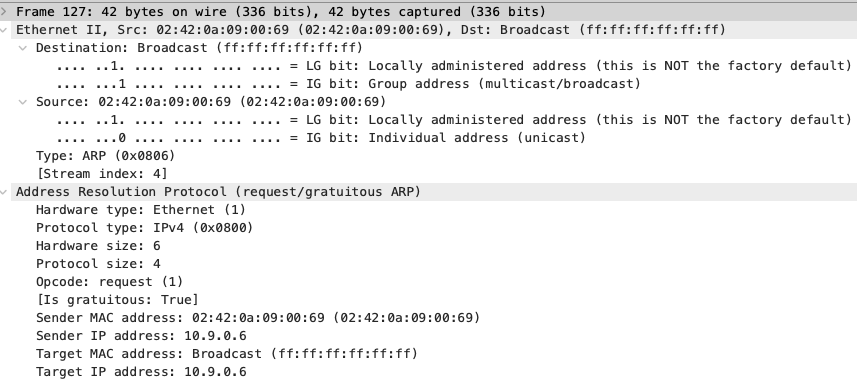 Frame 127: 42 bytes on wire (336 bits), 42 bytes captured (336 bits)
Ethernet II, Src: 02:42:0a:09:00:69 (02:42:0a:09:00:69), Dst: Broadcast (ff:ff:ff:ff:ff:ff)
Destination: Broadcast (ff:ff:ff:ff:ff:ff)
.... ..1. .... .... .... .... = LG bit: Locally administered address (this is NOT the factory default)
.... ...1 .... .... .... .... = IG bit: Group address (multicast/broadcast)
Source: 02:42:0a:09:00:69 (02:42:0a:09:00:69)
.... ..1. .... .... .... .... = LG bit: Locally administered address (this is NOT the factory default)
.... ...0 .... .... .... .... = IG bit: Individual address (unicast)
Type: ARP (0x0806)
[Stream index: 4]
Address Resolution Protocol (request/gratuitous ARP)
Hardware type: Ethernet (1)
Protocol type: IPv4 (0x0800)
Hardware size: 6
Protocol size: 4
Opcode: request (1)
[Is gratuitous: True]
Sender MAC address: 02:42:0a:09:00:69 (02:42:0a:09:00:69)
Sender IP address: 10.9.0.6
Target MAC address: Broadcast (ff:ff:ff:ff:ff:ff)
Target IP address: 10.9.0.6